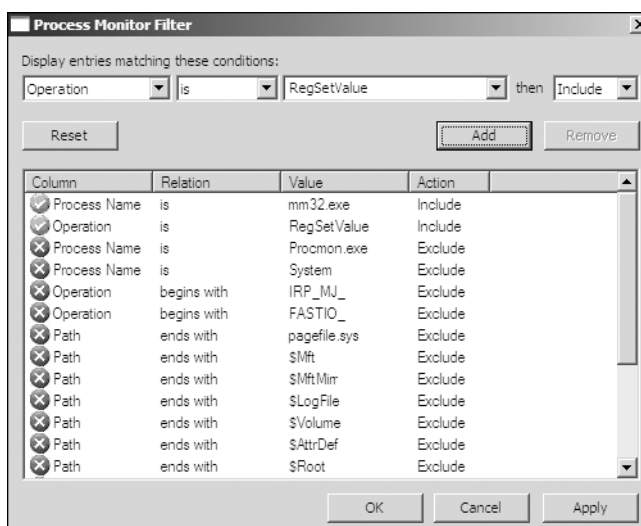 Process Monitor Filter
Display entries matching these conditions:
Operation is RegSetValue then Include
Reset Add Remove
Column Relation Value Action
Process Name is mm32.exe Include
Operation is RegSetValue Include
Process Name is Procmon.exe Exclude
Process Name is System Exclude
Operation begins with IRP_MJ_ Exclude
Operation begins with FASTIO_ Exclude
Path ends with pagefile.sys Exclude
Path ends with $Mft Exclude
Path ends with $MftMirr Exclude
Path ends with $LogFile Exclude
Path ends with $Volume Exclude
Path ends with $AttrDef Exclude
Path ends with $Root Exclude
OK Cancel Apply